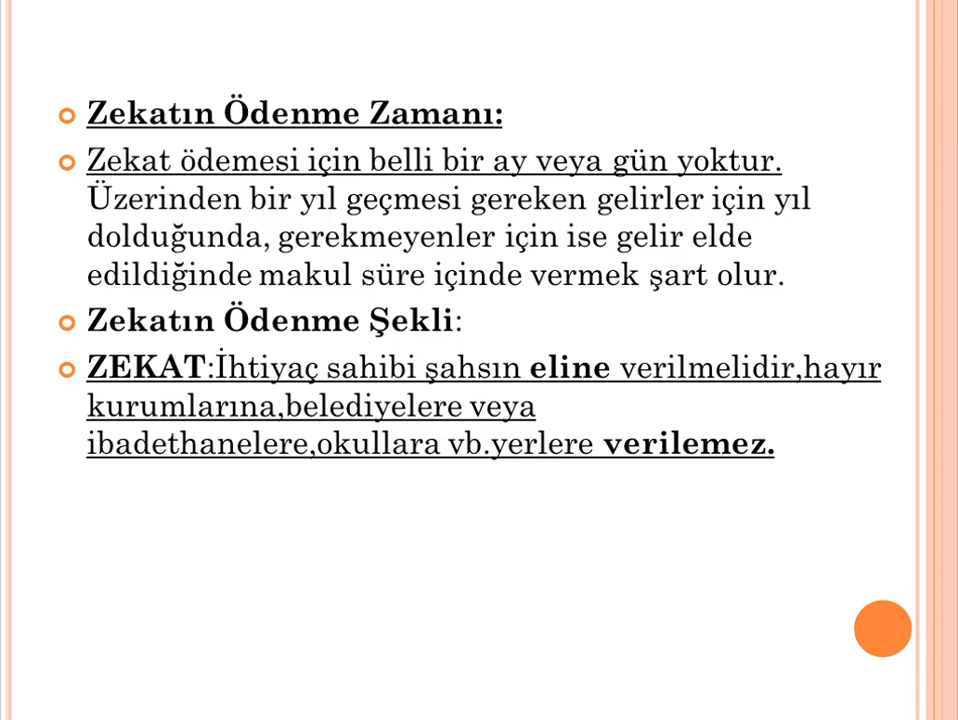 Zekatın Ödenme Zamanı:
Zekat ödemesi için belli bir ay veya gün yoktur.
Üzerinden bir yıl geçmesi gereken gelirler için yıl
dolduğunda, gerekmeyenler için ise gelir elde
edildiğinde makul süre içinde vermek şart olur.
Zekatın Ödenme Şekli:
ZEKAT:İhtiyaç sahibi şahsın eline verilmelidir,hayır
kurumlarına,belediyelere veya
ibadethanelere,okullara vb.yerlere verilemez.